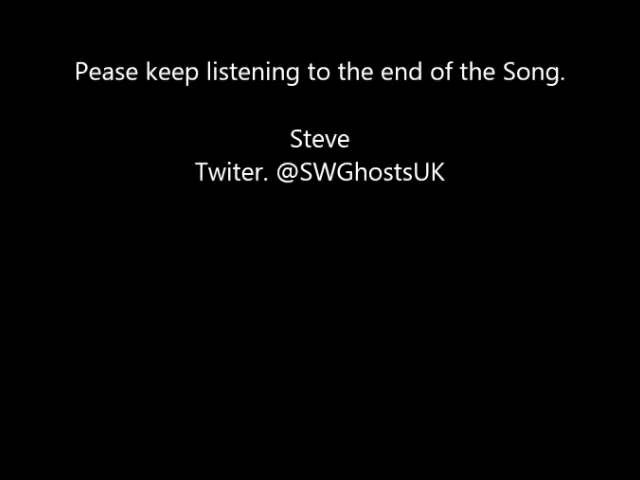 Pease keep listening to the end of the Song.
Steve
Twiter. @SWGhostsUK